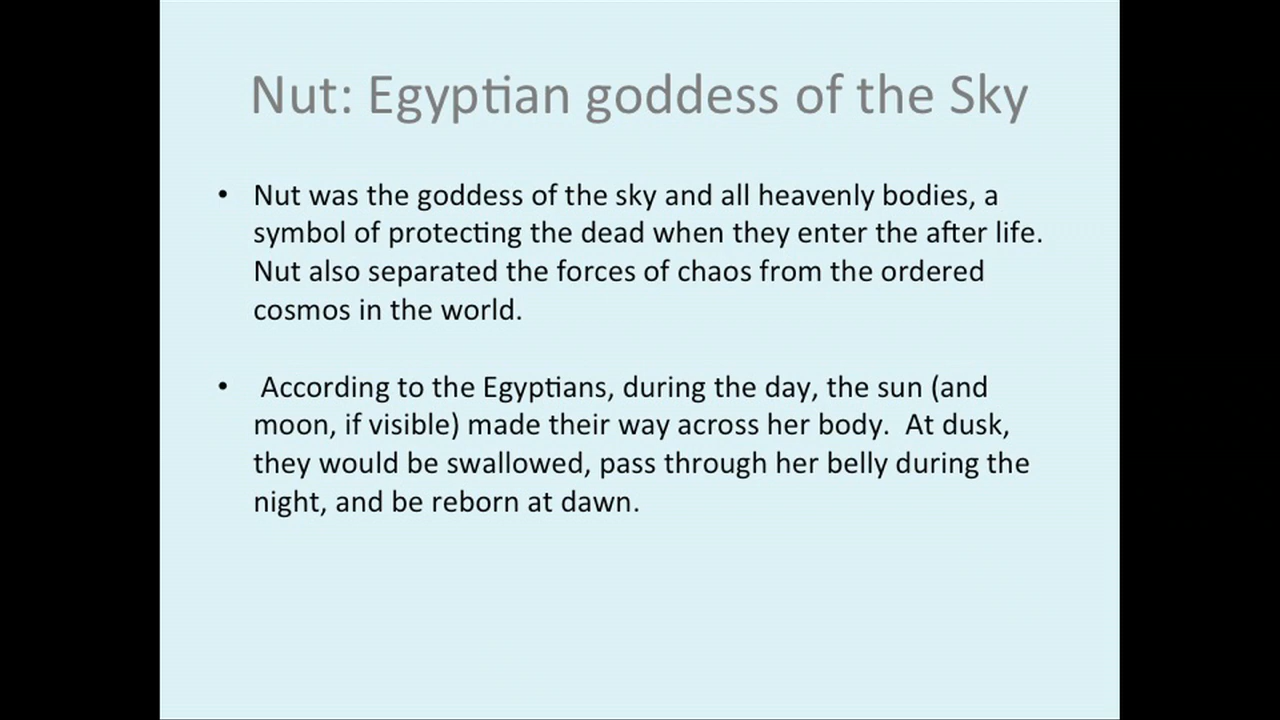 Nut: Egyptian goddess of the Sky
• Nut was the goddess of the sky and all heavenly bodies, a
symbol of protecting the dead when they enter the after life.
Nut also separated the forces of chaos from the ordered
cosmos in the world.
• According to the Egyptians, during the day, the sun (and
moon, if visible) made their way across her body.  At dusk,
they would be swallowed, pass through her belly during the
night, and be reborn at dawn.